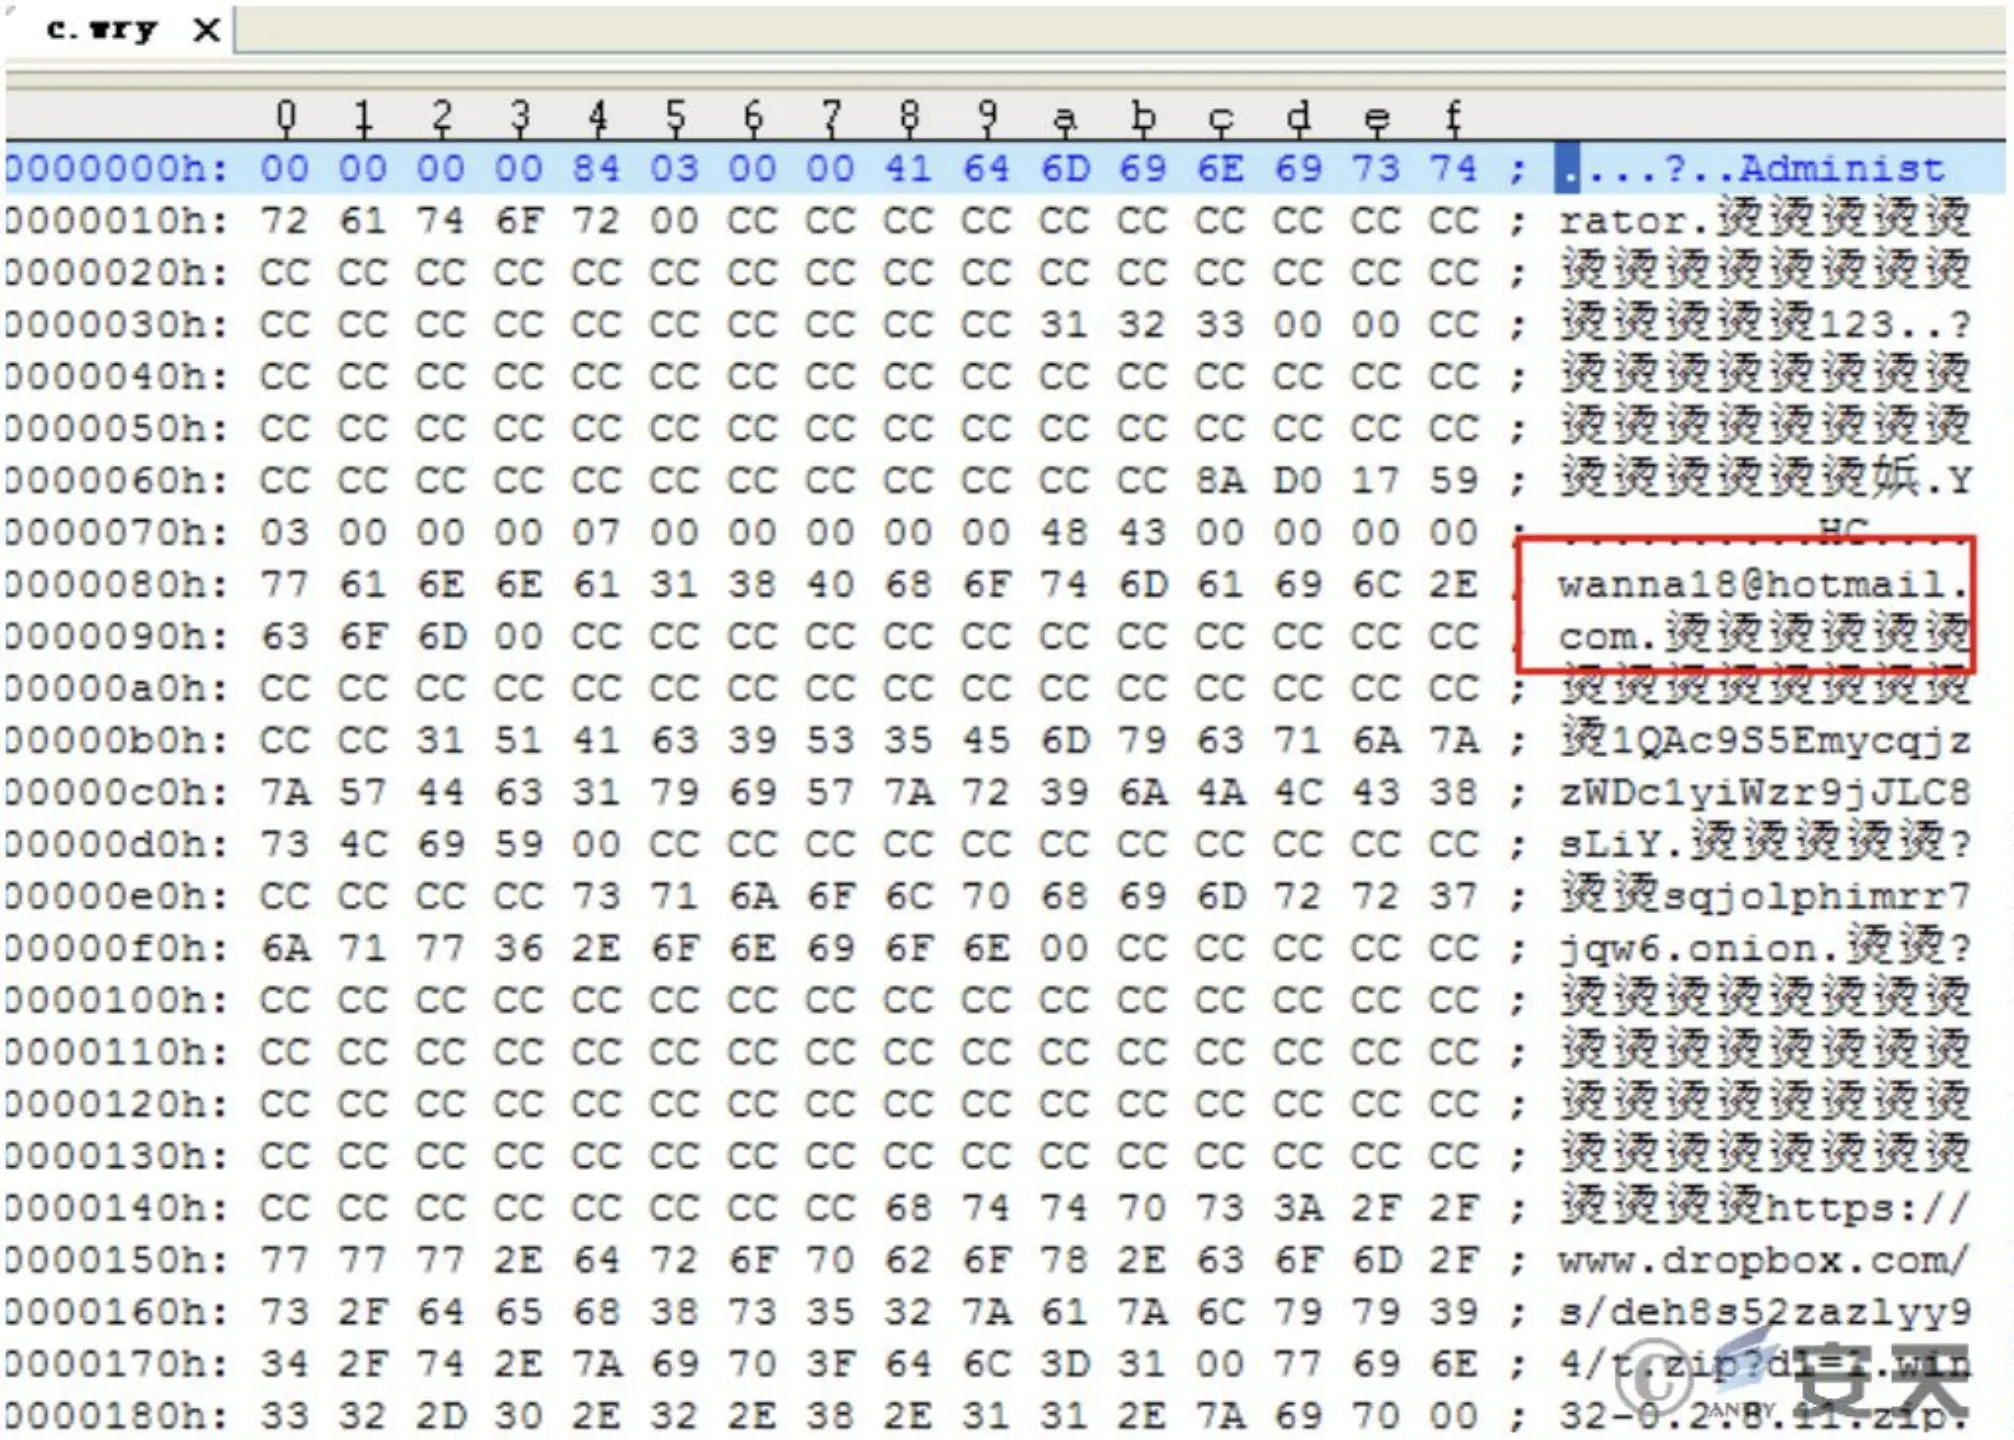 c.wry X
0 1 2 3 4 5 6 7 8 9 a b c d e f
0000000h: 00 00 00 00 84 03 00 00 41 64 6D 69 6E 69 73 74 ; ....?..Administ
0000010h: 72 61 74 6F 72 00 CC CC CC CC CC CC CC CC CC CC ; rator.烫烫烫烫烫
0000020h: CC CC CC CC CC CC CC CC CC CC CC CC CC CC CC CC ; 烫烫烫烫烫烫烫烫
0000030h: CC CC CC CC CC CC CC CC CC CC 31 32 33 00 00 CC ; 烫烫烫烫烫123..?
0000040h: CC CC CC CC CC CC CC CC CC CC CC CC CC CC CC CC ; 烫烫烫烫烫烫烫烫
0000050h: CC CC CC CC CC CC CC CC CC CC CC CC CC CC CC CC ; 烫烫烫烫烫烫烫烫
0000060h: CC CC CC CC CC CC CC CC CC CC CC CC 8A D0 17 59 ; 烫烫烫烫烫烫娦.Y
0000070h: 03 00 00 00 07 00 00 00 00 00 48 43 00 00 00 00 ; ..........HC....
0000080h: 77 61 6E 6E 61 31 38 40 68 6F 74 6D 61 69 6C 2E ; wanna18@hotmail.
0000090h: 63 6F 6D 00 CC CC CC CC CC CC CC CC CC CC CC CC ; com.烫烫烫烫烫烫
00000a0h: CC CC CC CC CC CC CC CC CC CC CC CC CC CC CC CC ; 烫烫烫烫烫烫烫烫
00000b0h: CC CC 31 51 41 63 39 53 35 45 6D 79 63 71 6A 7A ; 烫1QAc9S5Emycqjz
00000c0h: 7A 57 44 63 31 79 69 57 7A 72 39 6A 4A 4C 43 38 ; zWDc1yiWzr9jJLC8
00000d0h: 73 4C 69 59 00 CC CC CC CC CC CC CC CC CC CC CC ; sLiY.烫烫烫烫烫?
00000e0h: CC CC CC CC 73 71 6A 6F 6C 70 68 69 6D 72 72 37 ; 烫烫sqjolphimrr7
00000f0h: 6A 71 77 36 2E 6F 6E 69 6F 6E 00 CC CC CC CC CC ; jqw6.onion.烫烫?
0000100h: CC CC CC CC CC CC CC CC CC CC CC CC CC CC CC CC ; 烫烫烫烫烫烫烫烫
0000110h: CC CC CC CC CC CC CC CC CC CC CC CC CC CC CC CC ; 烫烫烫烫烫烫烫烫
0000120h: CC CC CC CC CC CC CC CC CC CC CC CC CC CC CC CC ; 烫烫烫烫烫烫烫烫
0000130h: CC CC CC CC CC CC CC CC CC CC CC CC CC CC CC CC ; 烫烫烫烫烫烫烫烫
0000140h: CC CC CC CC CC CC CC CC 68 74 74 70 73 3A 2F 2F ; 烫烫烫烫https://
0000150h: 77 77 77 2E 64 72 6F 70 62 6F 78 2E 63 6F 6D 2F ; www.dropbox.com/
0000160h: 73 2F 64 65 68 38 73 35 32 7A 61 7A 6C 79 79 39 ; s/deh8s52zazlyy9
0000170h: 34 2F 74 2E 7A 69 70 3F 64 6C 3D 31 00 77 69 6E ; 4/t.zip?dl=1.win
0000180h: 33 32 2D 30 2E 32 2E 38 2E 31 31 2E 7A 69 70 00 ; 32-0.2.8.11.zip.
© ANTIY 安天